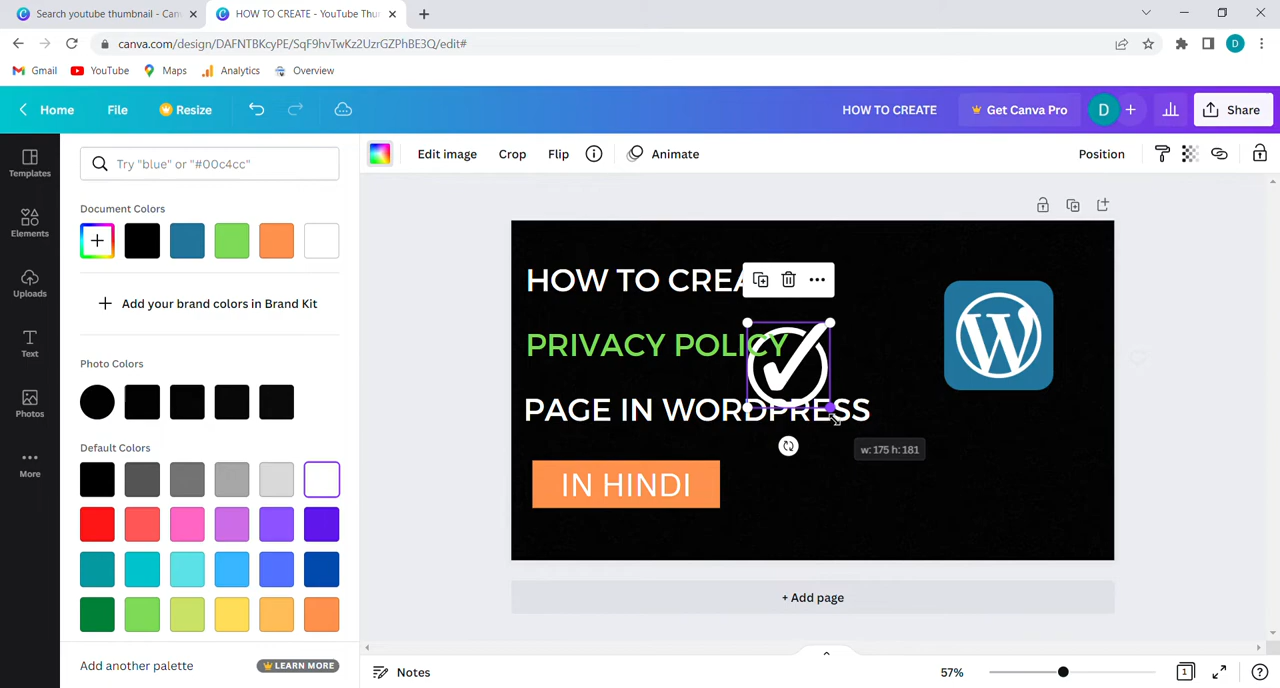 Search youtube thumbnail - Can
HOW TO CREATE - YouTube Thu
canva.com/design/DAFNTBKcyPE/SqF9hvTwKz2UzrGZPhBE3Q/edit#
D
Gmail
YouTube
Maps
Analytics
Overview
Home
File
Resize
HOW TO CREATE
Get Canva Pro
D
Share
Templates
Elements
Uploads
Text
Photos
More
Try "blue" or "#00c4cc"
Document Colors
Add your brand colors in Brand Kit
Photo Colors
Default Colors
Add another palette
LEARN MORE
Edit image
Crop
Flip
Animate
Position
HOW TO CREA
PRIVACY POLICY
PAGE IN WORDPRESS
IN HINDI
W
w: 175 h: 181
+ Add page
Notes
57%
1